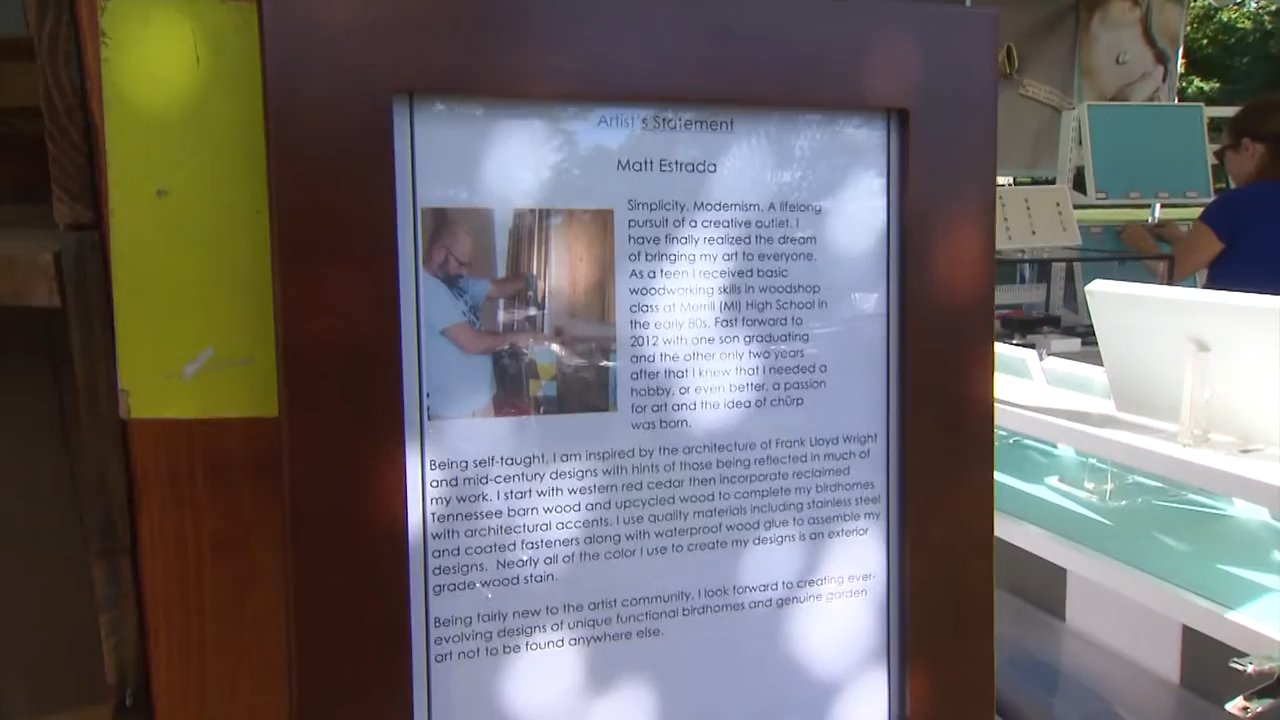 Artist's Statement
Matt Estrada
Simplicity. Modernism. A lifelong
pursuit of a creative outlet. I
have finally realized the dream
of bringing my art to everyone.
As a teen I received basic
woodworking skills in woodshop
class at Merrill (MI) High School in
the early 80s. Fast forward to
2012 with one son graduating
and the other only two years
after that I knew that I needed a
hobby, or even better, a passion
for art and the idea of chürp
was born.
Being self-taught, I am inspired by the architecture of Frank Lloyd Wright
and mid-century designs with hints of those being reflected in much of
my work. I start with western red cedar then incorporate reclaimed
Tennessee barn wood and upcycled wood to complete my birdhomes
with architectural accents. I use quality materials including stainless steel
and coated fasteners along with waterproof wood glue to assemble my
designs. Nearly all of the color I use to create my designs is an exterior
grade wood stain.
Being fairly new to the artist community, I look forward to creating ever-
evolving designs of unique functional birdhomes and genuine garden
art not to be found anywhere else.